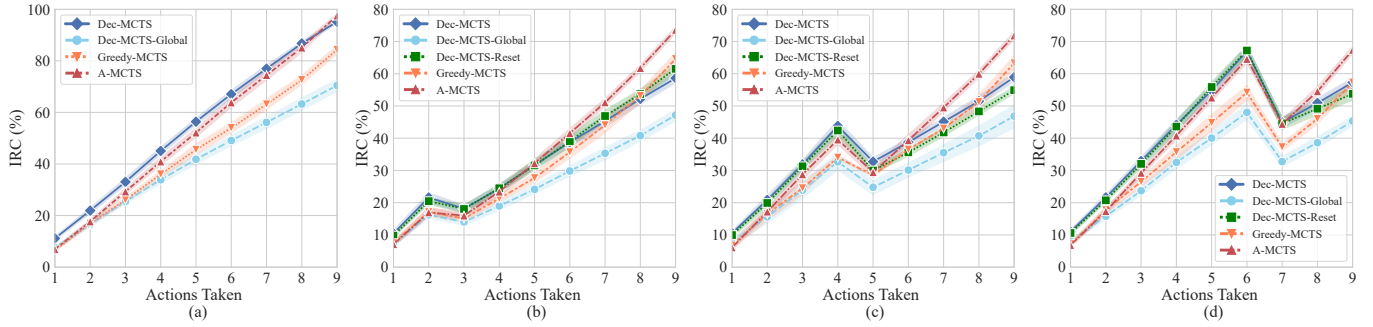 100
80
60
40
20
0
IRC (%)
Dec-MCTS
Dec-MCTS-Global
Greedy-MCTS
A-MCTS
1 2 3 4 5 6 7 8 9
Actions Taken
(a)
80
70
60
50
40
30
20
10
0
IRC (%)
Dec-MCTS
Dec-MCTS-Global
Dec-MCTS-Reset
Greedy-MCTS
A-MCTS
1 2 3 4 5 6 7 8 9
Actions Taken
(b)
80
70
60
50
40
30
20
10
0
IRC (%)
Dec-MCTS
Dec-MCTS-Global
Dec-MCTS-Reset
Greedy-MCTS
A-MCTS
1 2 3 4 5 6 7 8 9
Actions Taken
(c)
80
70
60
50
40
30
20
10
0
IRC (%)
Dec-MCTS
Dec-MCTS-Global
Dec-MCTS-Reset
Greedy-MCTS
A-MCTS
1 2 3 4 5 6 7 8 9
Actions Taken
(d)